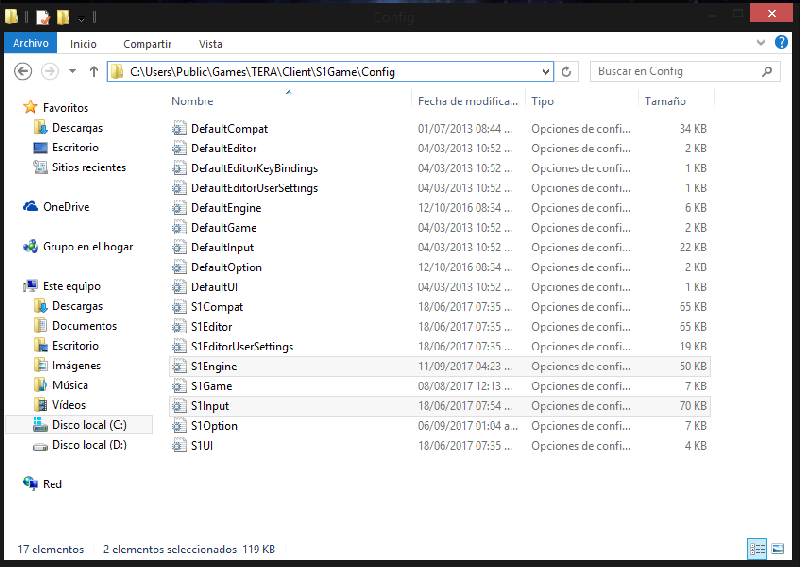 Config
Archivo Inicio Compartir Vista
C:\Users\Public\Games\TERA\Client\S1Game\Config Buscar en Config
Nombre Fecha de modifica... Tipo Tamaño
Favoritos
Descargas
Escritorio
Sitios recientes
OneDrive
Grupo en el hogar
Este equipo
Descargas
Documentos
Escritorio
Imágenes
Música
Vídeos
Disco local (C:)
Disco local (D:)
Red
DefaultCompat 01/07/2013 08:44 ... Opciones de confi... 34 KB
DefaultEditor 04/03/2013 10:52 ... Opciones de confi... 2 KB
DefaultEditorKeyBindings 04/03/2013 10:52 ... Opciones de confi... 1 KB
DefaultEditorUserSettings 04/03/2013 10:52 ... Opciones de confi... 1 KB
DefaultEngine 12/10/2016 08:34 ... Opciones de confi... 6 KB
DefaultGame 04/03/2013 10:52 ... Opciones de confi... 2 KB
DefaultInput 04/03/2013 10:52 ... Opciones de confi... 22 KB
DefaultOption 12/10/2016 08:34 ... Opciones de confi... 2 KB
DefaultUI 04/03/2013 10:52 ... Opciones de confi... 1 KB
S1Compat 18/06/2017 07:35 ... Opciones de confi... 65 KB
S1Editor 18/06/2017 07:35 ... Opciones de confi... 65 KB
S1EditorUserSettings 18/06/2017 07:35 ... Opciones de confi... 19 KB
S1Engine 11/09/2017 04:23 ... Opciones de confi... 50 KB
S1Game 08/08/2017 12:13 ... Opciones de confi... 7 KB
S1Input 18/06/2017 07:54 ... Opciones de confi... 70 KB
S1Option 06/09/2017 01:04 a... Opciones de confi... 7 KB
S1UI 18/06/2017 07:35 ... Opciones de confi... 4 KB
17 elementos 2 elementos seleccionados 119 KB